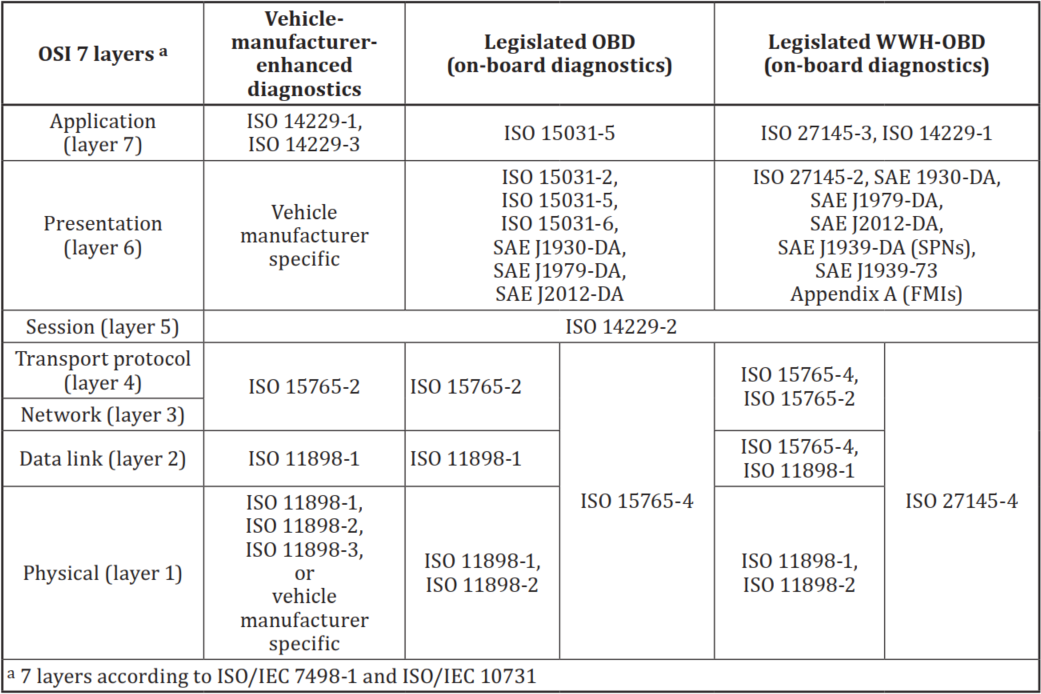 OSI 7 layers a
Vehicle-
manufacturer-
enhanced
diagnostics
Legislated OBD
(on-board diagnostics)
Legislated WWH-OBD
(on-board diagnostics)
Application
(layer 7)
ISO 14229-1,
ISO 14229-3
ISO 15031-5
ISO 27145-3, ISO 14229-1
Presentation
(layer 6)
Vehicle
manufacturer
specific
ISO 15031-2,
ISO 15031-5,
ISO 15031-6,
SAE J1930-DA,
SAE J1979-DA,
SAE J2012-DA
ISO 27145-2, SAE 1930-DA,
SAE J1979-DA,
SAE J2012-DA,
SAE J1939-DA (SPNs),
SAE J1939-73
Appendix A (FMIs)
Session (layer 5)
ISO 14229-2
Transport protocol
(layer 4)
ISO 15765-2
ISO 15765-2
ISO 15765-4
ISO 15765-4,
ISO 15765-2
ISO 27145-4
Network (layer 3)
Data link (layer 2)
ISO 11898-1
ISO 11898-1
ISO 15765-4,
ISO 11898-1
Physical (layer 1)
ISO 11898-1,
ISO 11898-2,
ISO 11898-3,
or
vehicle
manufacturer
specific
ISO 11898-1,
ISO 11898-2
ISO 11898-1,
ISO 11898-2
a 7 layers according to ISO/IEC 7498-1 and ISO/IEC 10731